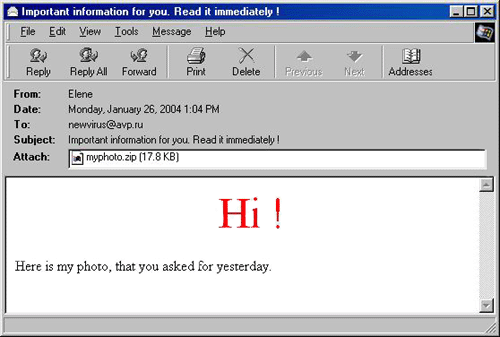 Important information for you. Read it immediately !
File Edit View Tools Message Help
Reply Reply All Forward Print Delete Previous Next Addresses
From: Elene
Date: Monday, January 26, 2004 1:04 PM
To: newvirus@avp.ru
Subject: Important information for you. Read it immediately !
Attach: myphoto.zip (17.8 KB)
Hi !
Here is my photo, that you asked for yesterday.